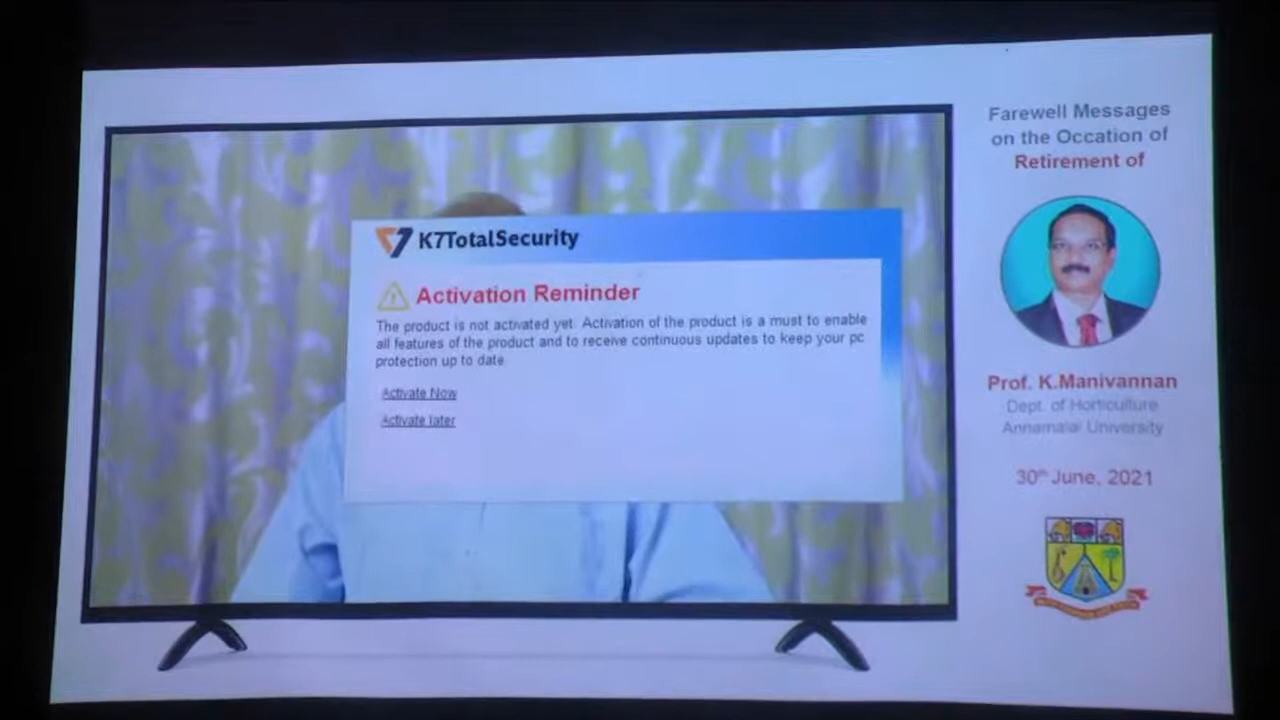 K7TotalSecurity
Activation Reminder
The product is not activated yet. Activation of the product is a must to enable
all features of the product and to receive continuous updates to keep your pc
protection up to date
Activate Now
Activate later
Farewell Messages
on the Occation of
Retirement of
Prof. K.Manivannan
Dept. of Horticulture
Annamalai University
30th June, 2021